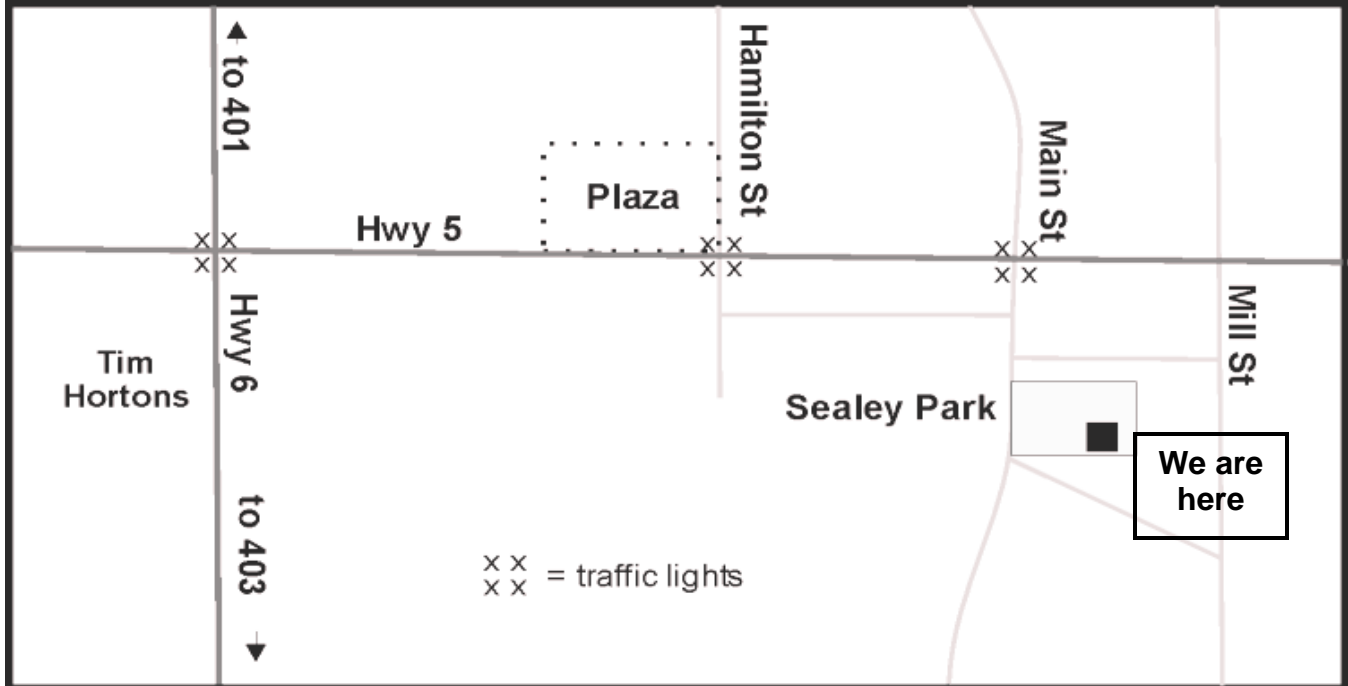 to 401
Hamilton St
Main St
Plaza
Hwy 5
x x
x x
x x
x x
x x
x x
Hwy 6
Mill St
Tim
Hortons
Sealey Park
We are
here
to 403
x x
x x = traffic lights